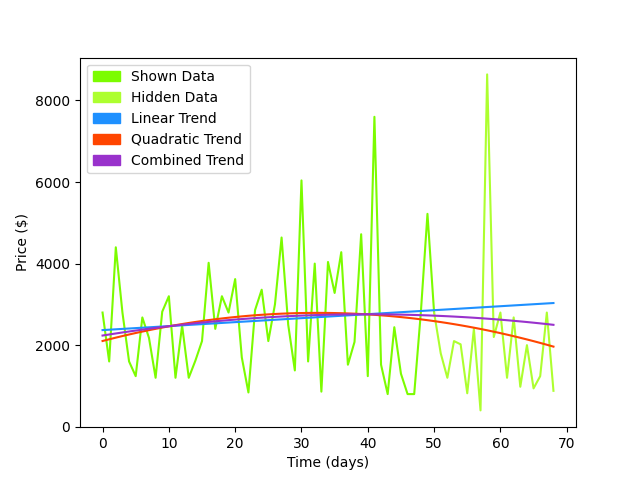 Shown Data
Hidden Data
Linear Trend
Quadratic Trend
Combined Trend
Price ($)
8000
6000
4000
2000
0
0 10 20 30 40 50 60 70
Time (days)